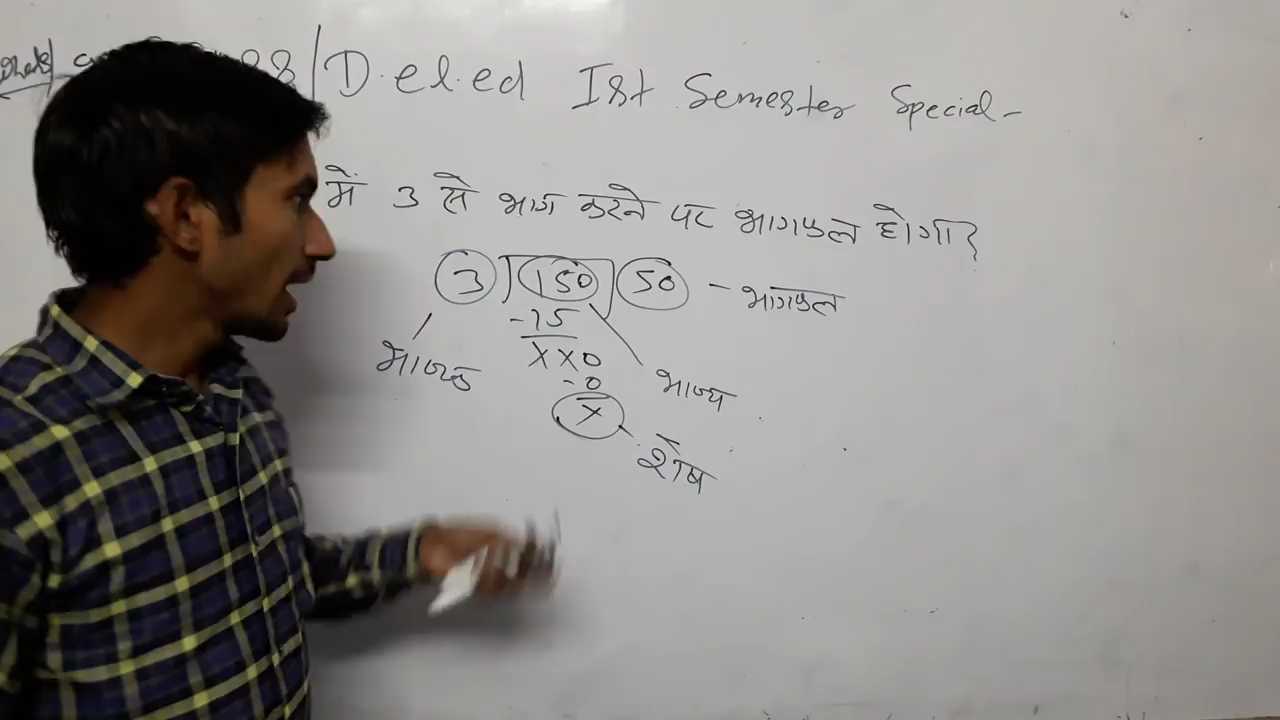 D.el.ed Ist Semester Special-
में 3 से भाग करने पर भागफल होगा?
3 ) 150 ( 50 - भागफल
-15
XX0
-0
X
भाजक
भाज्य
शेष